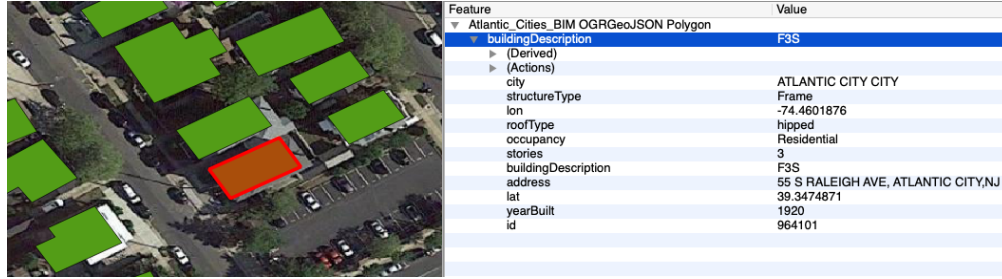 Feature Value
Atlantic_Cities_BIM OGRGeoJSON Polygon
buildingDescription F3S
(Derived)
(Actions)
city ATLANTIC CITY CITY
structureType Frame
lon -74.4601876
roofType hipped
occupancy Residential
stories 3
buildingDescription F3S
address 55 S RALEIGH AVE, ATLANTIC CITY,NJ
lat 39.3474871
yearBuilt 1920
id 964101